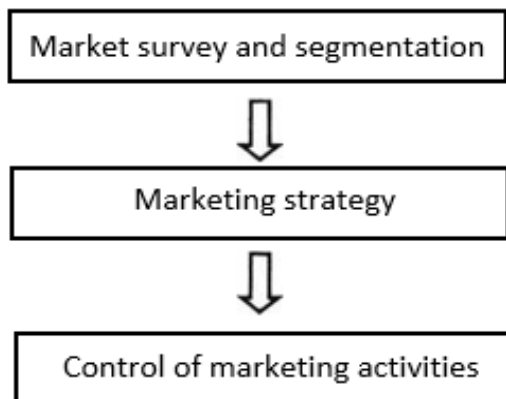 Market survey and segmentation
Marketing strategy
Control of marketing activities